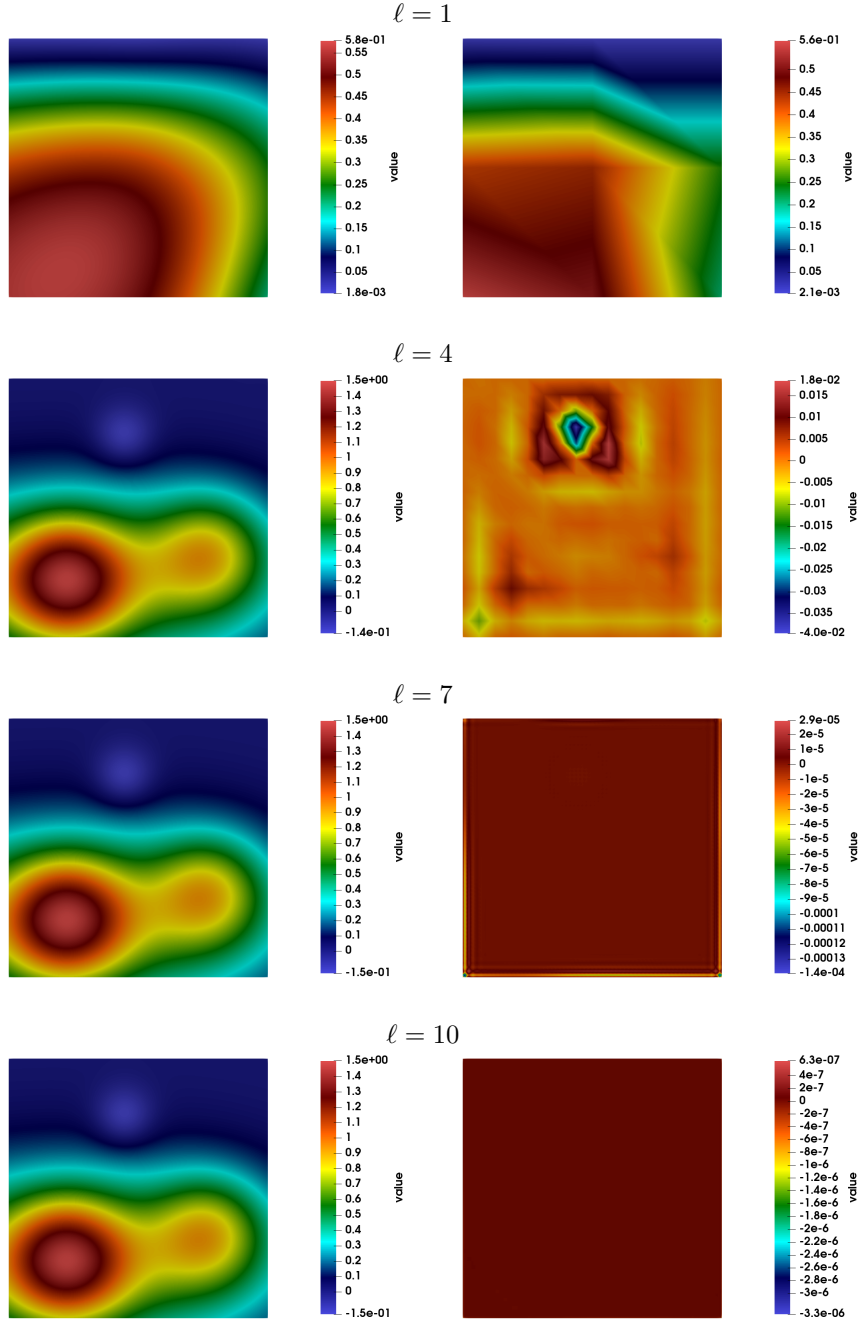 ℓ = 1
5.8e-01
0.55
0.5
0.45
0.4
0.35
0.3
0.25
0.2
0.15
0.1
0.05
1.8e-03
value
5.6e-01
0.5
0.45
0.4
0.35
0.3
0.25
0.2
0.15
0.1
0.05
2.1e-03
value
ℓ = 4
1.5e+00
1.4
1.3
1.2
1.1
1
0.9
0.8
0.7
0.6
0.5
0.4
0.3
0.2
0.1
0
-1.4e-01
value
1.8e-02
0.015
0.01
0.005
0
-0.005
-0.01
-0.015
-0.02
-0.025
-0.03
-0.035
-4.0e-02
value
ℓ = 7
1.5e+00
1.4
1.3
1.2
1.1
1
0.9
0.8
0.7
0.6
0.5
0.4
0.3
0.2
0.1
0
-1.5e-01
value
2.9e-05
2e-5
1e-5
0
-1e-5
-2e-5
-3e-5
-4e-5
-5e-5
-6e-5
-7e-5
-8e-5
-9e-5
-0.0001
-0.00011
-0.00012
-0.00013
-1.4e-04
value
ℓ = 10
1.5e+00
1.4
1.3
1.2
1.1
1
0.9
0.8
0.7
0.6
0.5
0.4
0.3
0.2
0.1
0
-1.5e-01
value
6.3e-07
4e-7
2e-7
0
-2e-7
-4e-7
-6e-7
-8e-7
-1e-6
-1.2e-6
-1.4e-6
-1.6e-6
-1.8e-6
-2e-6
-2.2e-6
-2.4e-6
-2.6e-6
-2.8e-6
-3e-6
-3.3e-06
value